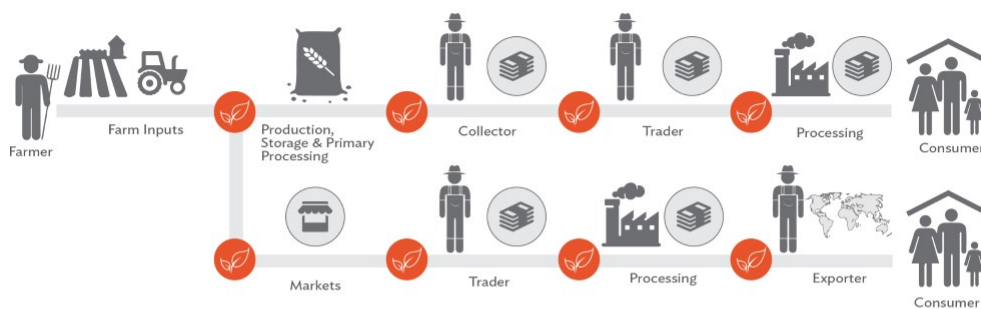 Farmer
Farm Inputs
Production,
Storage & Primary
Processing
Collector
Trader
Processing
Consumer
Markets
Trader
Processing
Exporter
Consumer